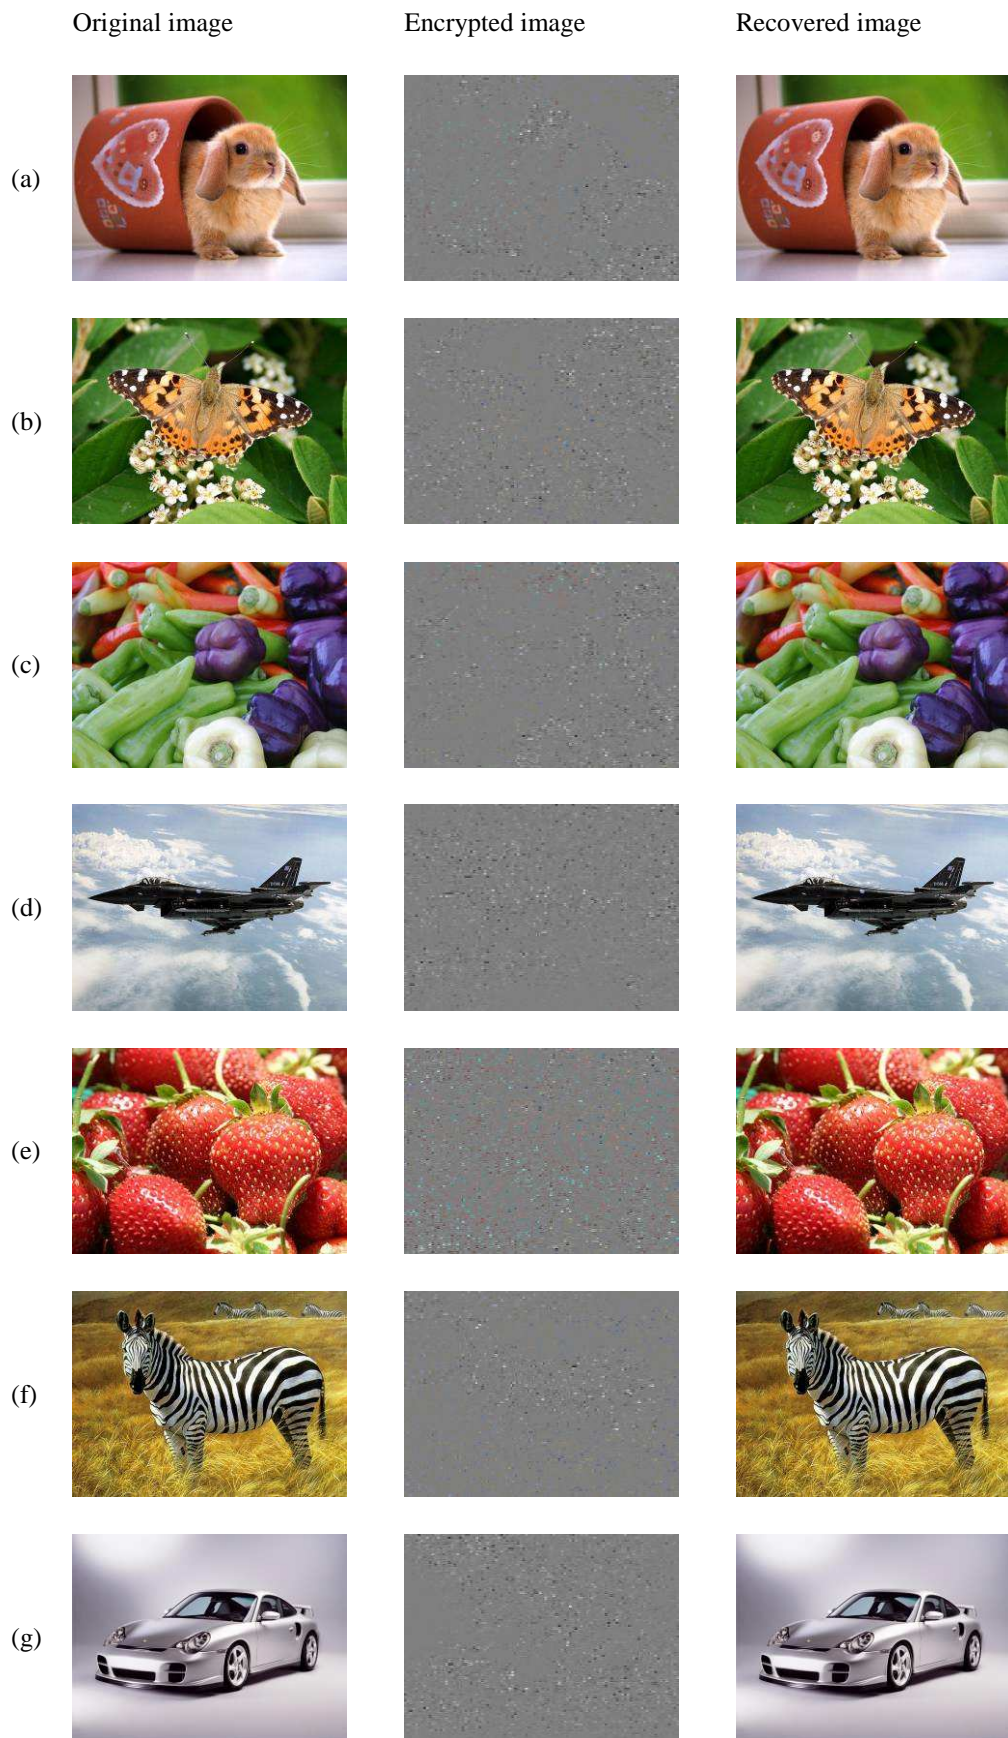 Original image Encrypted image Recovered image
(a)
(b)
(c)
(d)
(e)
(f)
(g)